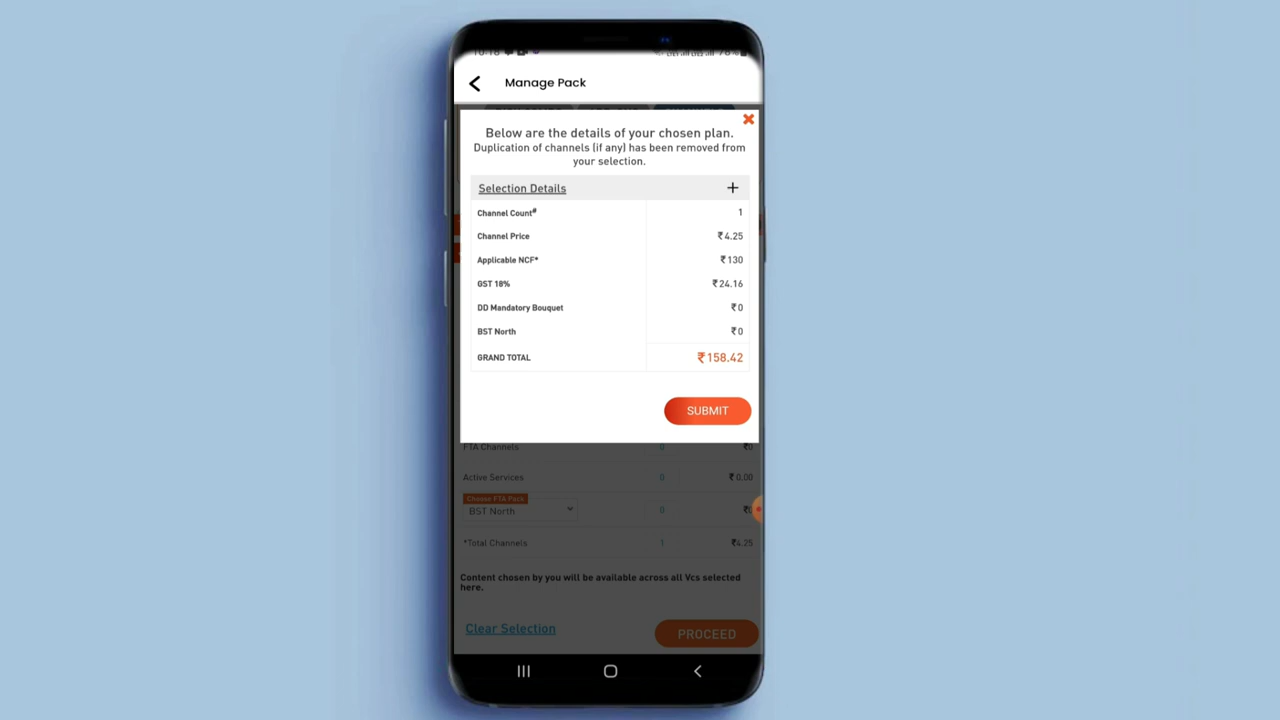 Manage Pack
Below are the details of your chosen plan.
Duplication of channels (if any) has been removed from
your selection.
Selection Details +
Channel Count# 1
Channel Price ₹4.25
Applicable NCF* ₹130
GST 18% ₹24.16
DD Mandatory Bouquet ₹0
BST North ₹0
GRAND TOTAL ₹158.42
SUBMIT
FTA Channels 0 ₹0
Active Services 0 ₹0.00
Choose FTA Pack
BST North 0 ₹0
*Total Channels 1 ₹4.25
Content chosen by you will be available across all Vcs selected
here.
Clear Selection PROCEED